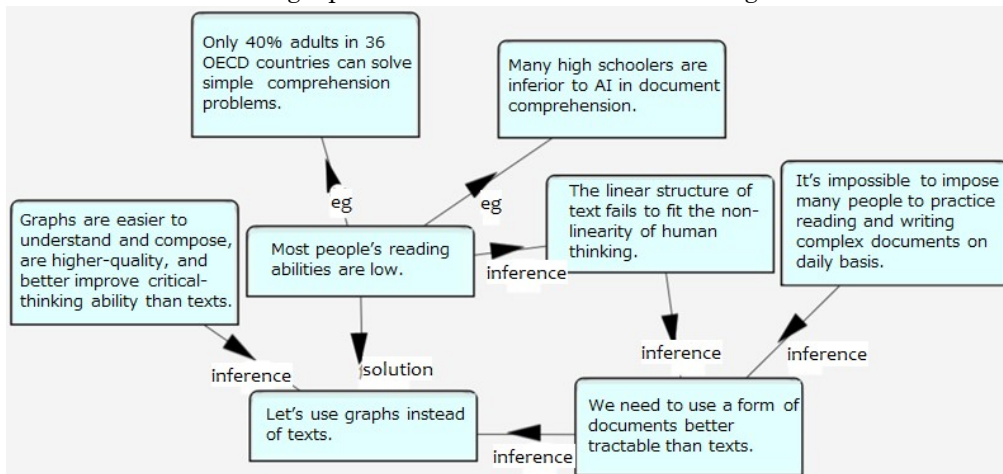 Only 40% adults in 36
OECD countries can solve
simple comprehension
problems.
Many high schoolers are
inferior to AI in document
comprehension.
eg
eg
The linear structure of
text fails to fit the non-
linearity of human
thinking.
It's impossible to impose
many people to practice
reading and writing
complex documents on
daily basis.
Graphs are easier to
understand and compose,
are higher-quality, and
better improve critical-
thinking ability than texts.
Most people's reading
abilities are low.
inference
inference
solution
inference
inference
Let's use graphs instead
of texts.
inference
We need to use a form of
documents better
tractable than texts.